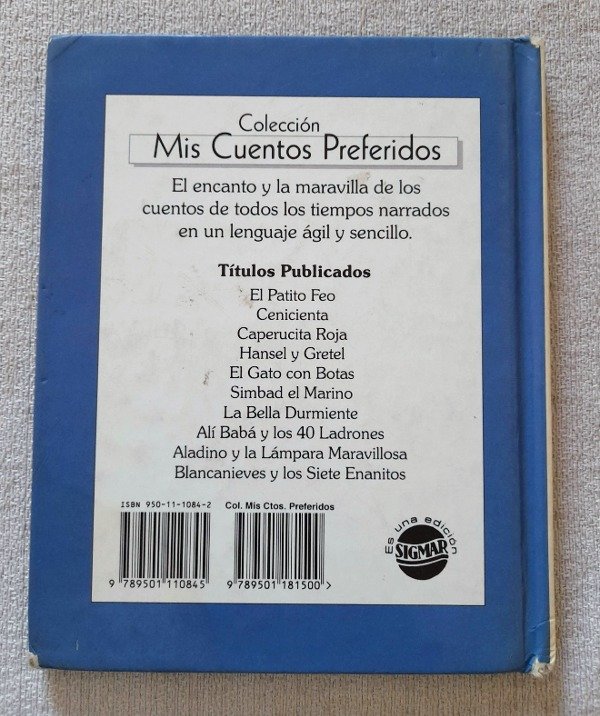 Colección
Mis Cuentos Preferidos
El encanto y la maravilla de los
cuentos de todos los tiempos narrados
en un lenguaje ágil y sencillo.
Títulos Publicados
El Patito Feo
Cenicienta
Caperucita Roja
Hansel y Gretel
El Gato con Botas
Simbad el Marino
La Bella Durmiente
Alí Babá y los 40 Ladrones
Aladino y la Lámpara Maravillosa
Blancanieves y los Siete Enanitos
ISBN 950-11-1084-2
Col. Mis Ctos. Preferidos
9 789501 110845
9 789501 181500 >
Es una edición
SIGMAR